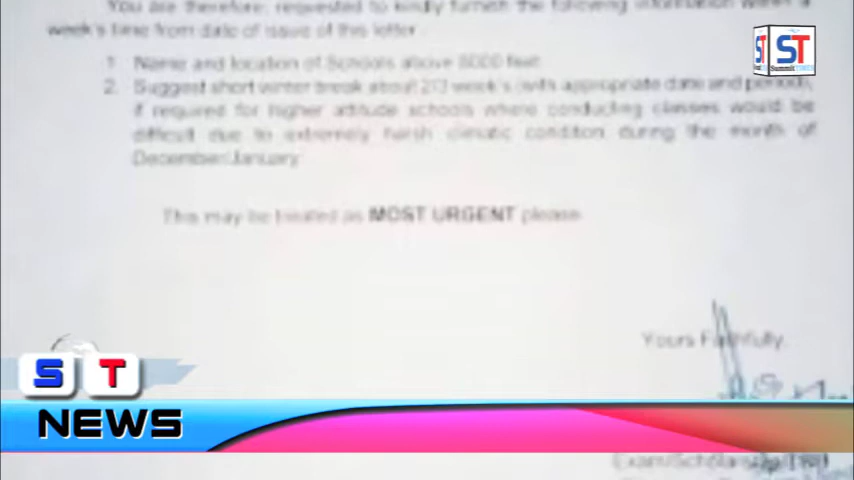 You are therefore, requested to kindly furnish the following information within a
week's time from date of issue of this letter
1. Name and location of Schools above 8000 feet
2. Suggest short winter break about 2/3 week's (with appropriate date and period),
if required for higher altitude schools where conducting classes would be
difficult due to extremely harsh climatic condition during the month of
December/January
This may be treated as MOST URGENT please
Yours Faithfully,
ST
Summit TIMES
S T
NEWS
Exam/Scholarship